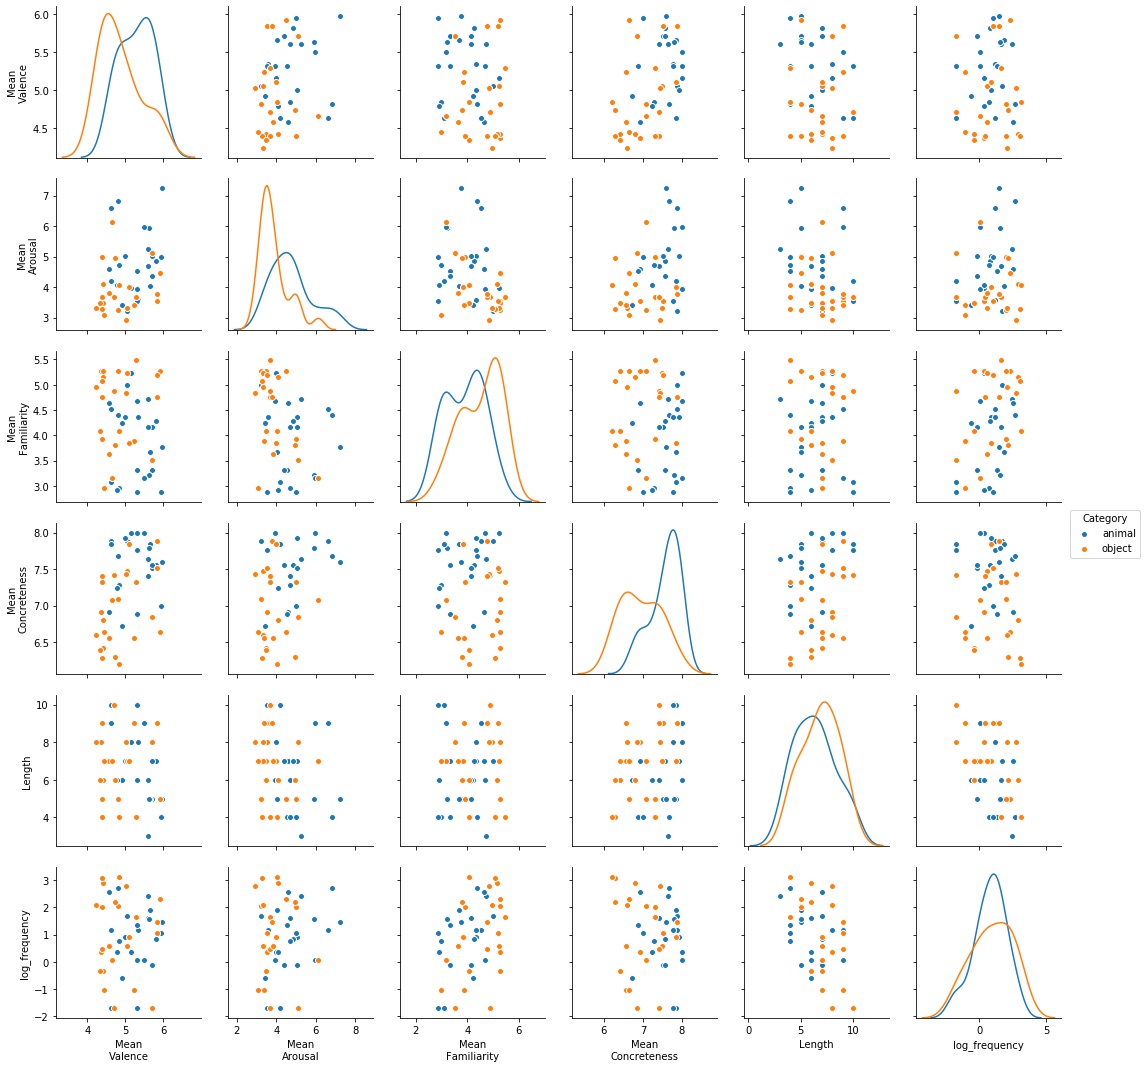 Mean
Valence
6.0
5.5
5.0
4.5
Mean
Arousal
7
6
5
4
3
Mean
Familiarity
5.5
5.0
4.5
4.0
3.5
3.0
Mean
Concreteness
8.0
7.5
7.0
6.5
Category
animal
object
Length
10
8
6
4
log_frequency
3
2
1
0
−1
−2
4 5 6
2 4 6 8
2 4 6
6 7 8
0 5 10
0 5
Mean
Valence
Mean
Arousal
Mean
Familiarity
Mean
Concreteness
Length
log_frequency